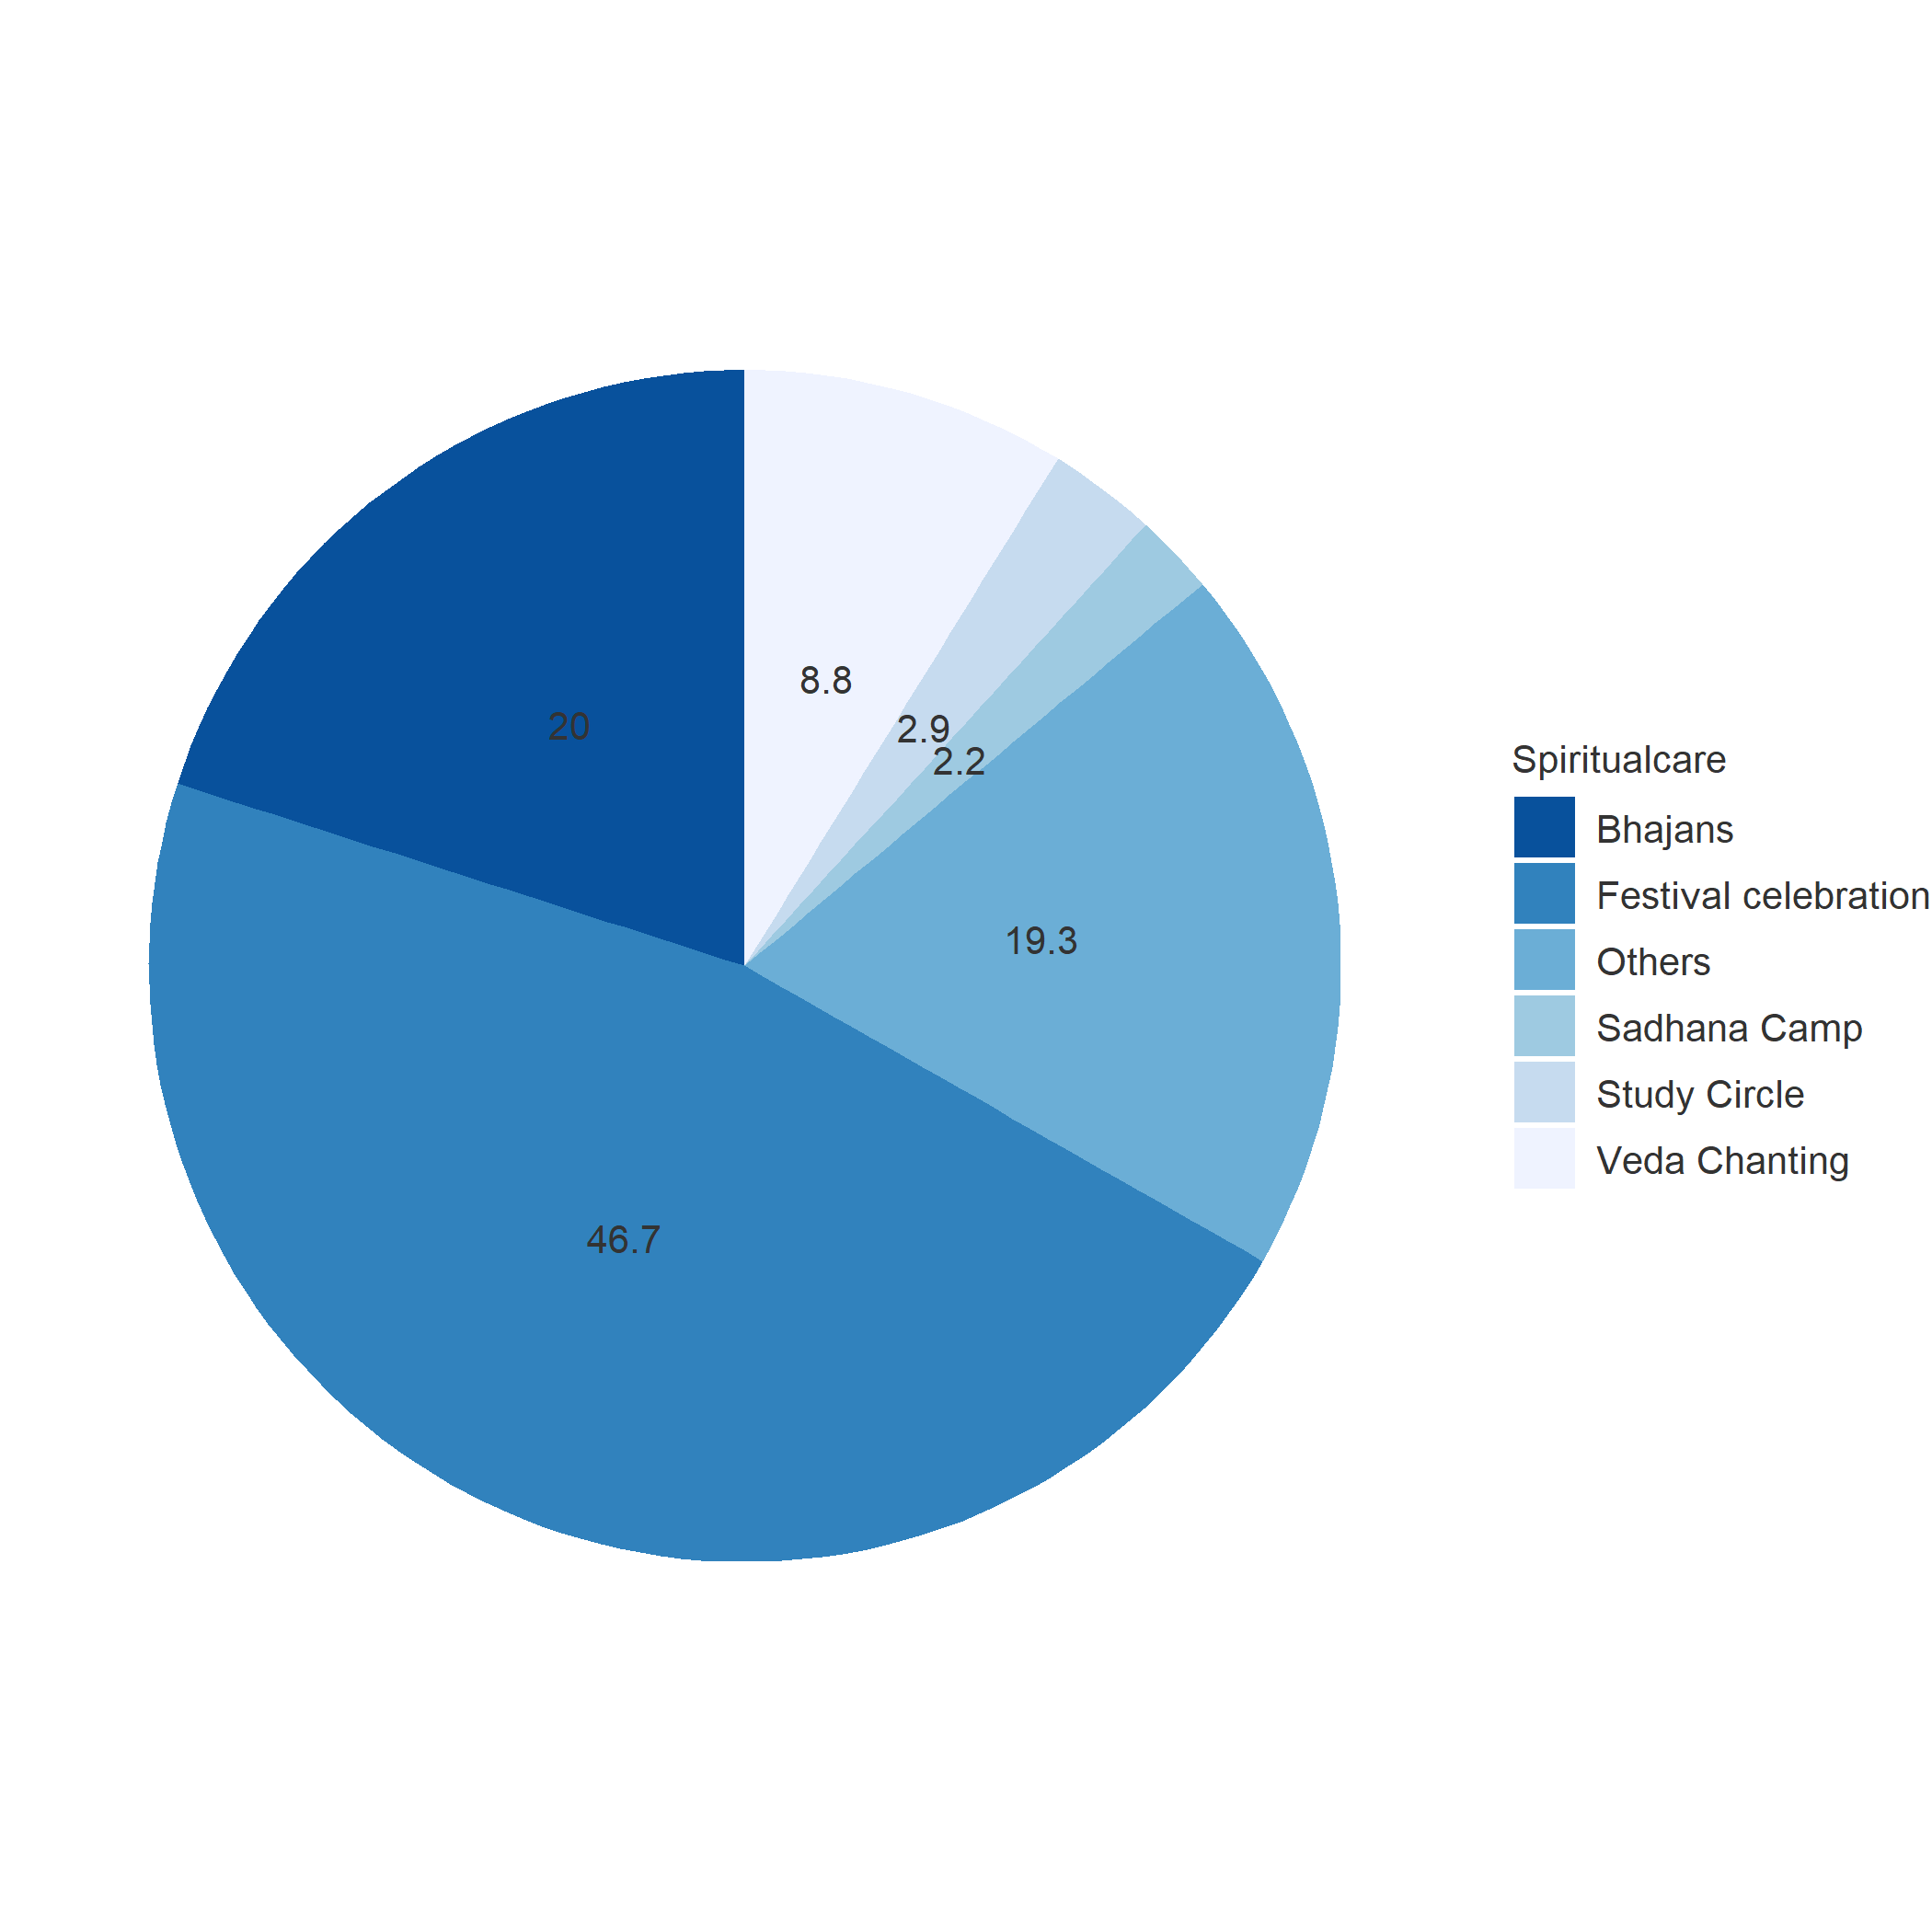 8.8
20
2.9
2.2
19.3
46.7
Spiritualcare
Bhajans
Festival celebration
Others
Sadhana Camp
Study Circle
Veda Chanting